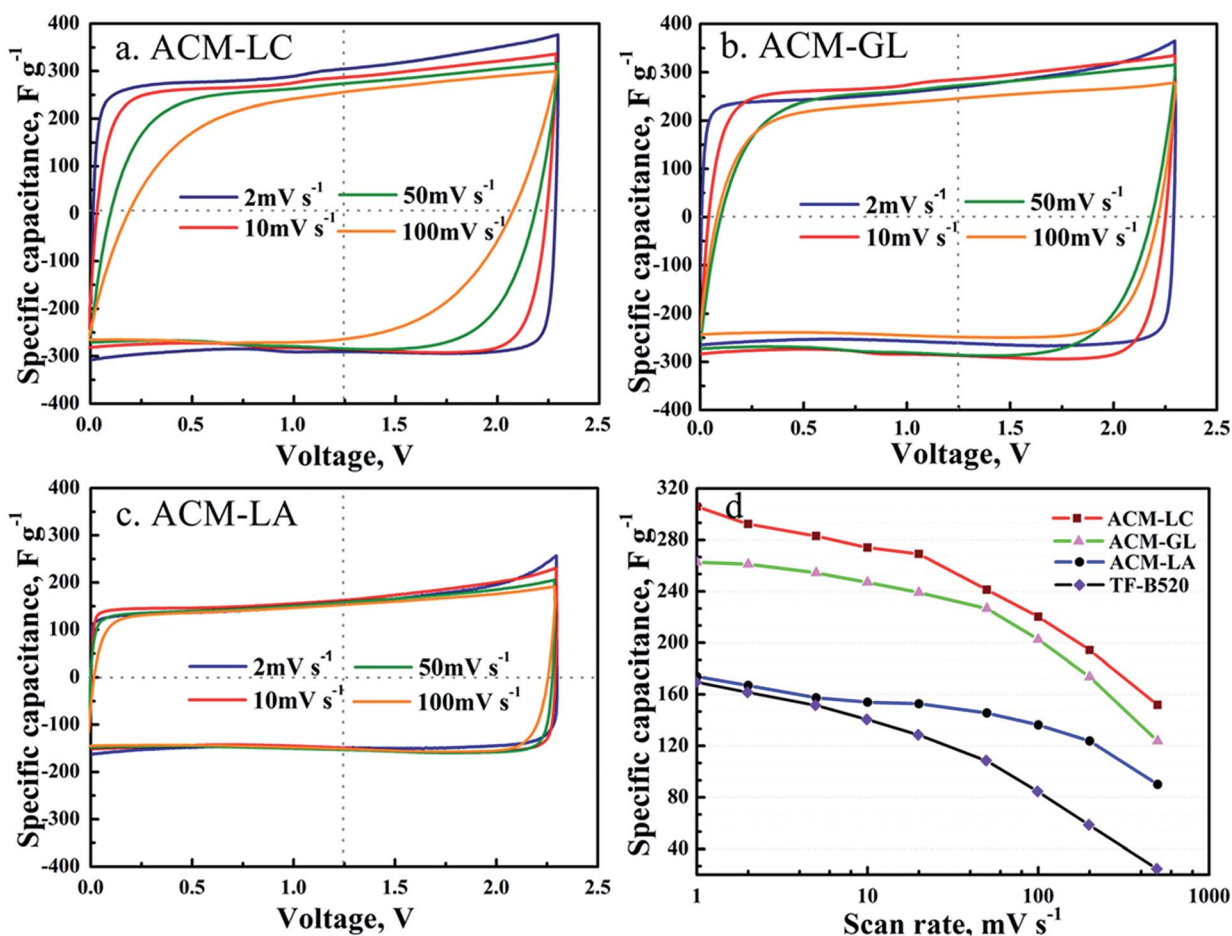 a. ACM-LC
400
300
200
100
0
-100
-200
-300
-400
Specific capacitance, F g⁻¹
2mV s⁻¹
50mV s⁻¹
10mV s⁻¹
100mV s⁻¹
0.0 0.5 1.0 1.5 2.0 2.5
Voltage, V
b. ACM-GL
400
300
200
100
0
-100
-200
-300
-400
Specific capacitance, F g⁻¹
2mV s⁻¹
50mV s⁻¹
10mV s⁻¹
100mV s⁻¹
0.0 0.5 1.0 1.5 2.0 2.5
Voltage, V
c. ACM-LA
400
300
200
100
0
-100
-200
-300
-400
Specific capacitance, F g⁻¹
2mV s⁻¹
50mV s⁻¹
10mV s⁻¹
100mV s⁻¹
0.0 0.5 1.0 1.5 2.0 2.5
Voltage, V
d
320
280
240
200
160
120
80
40
Specific capacitance, F g⁻¹
ACM-LC
ACM-GL
ACM-LA
TF-B520
1 10 100 1000
Scan rate, mV s⁻¹